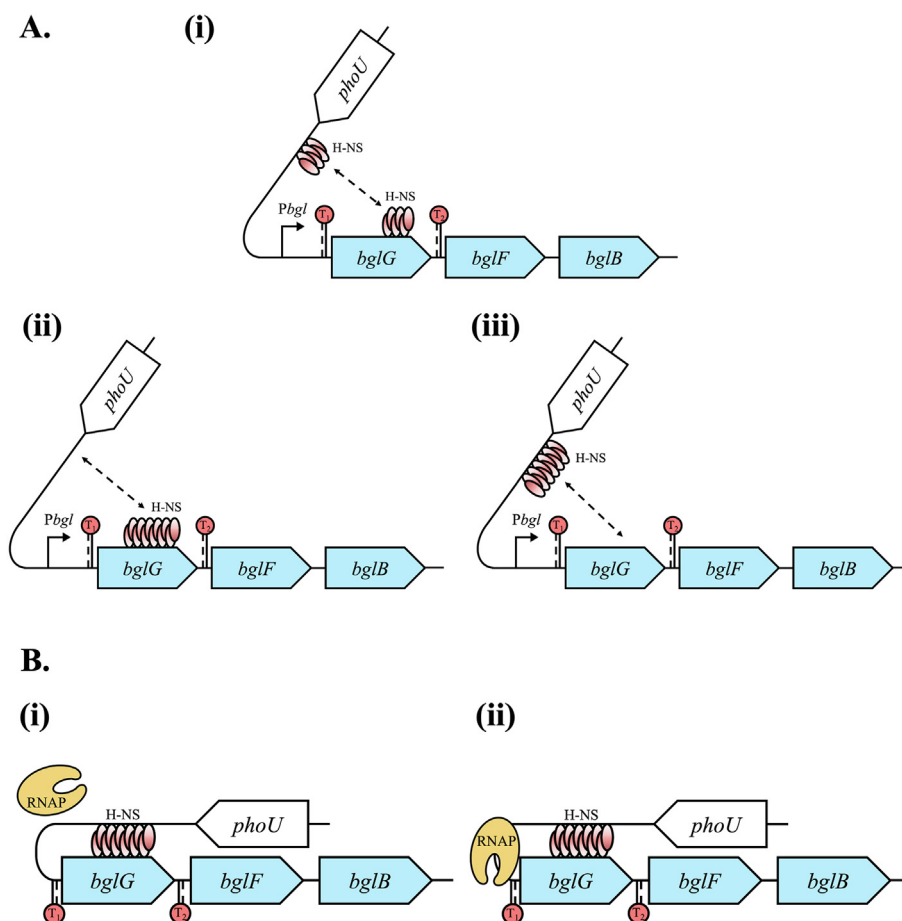 A.
(i)
phoU
H-NS
H-NS
Pbgl
T1
T2
bglG
bglF
bglB
(ii)
phoU
H-NS
Pbgl
T1
T2
bglG
bglF
bglB
(iii)
phoU
H-NS
Pbgl
T1
T2
bglG
bglF
bglB
B.
(i)
RNAP
H-NS
phoU
bglG
bglF
bglB
T1
T2
(ii)
H-NS
phoU
RNAP
bglG
bglF
bglB
T1
T2